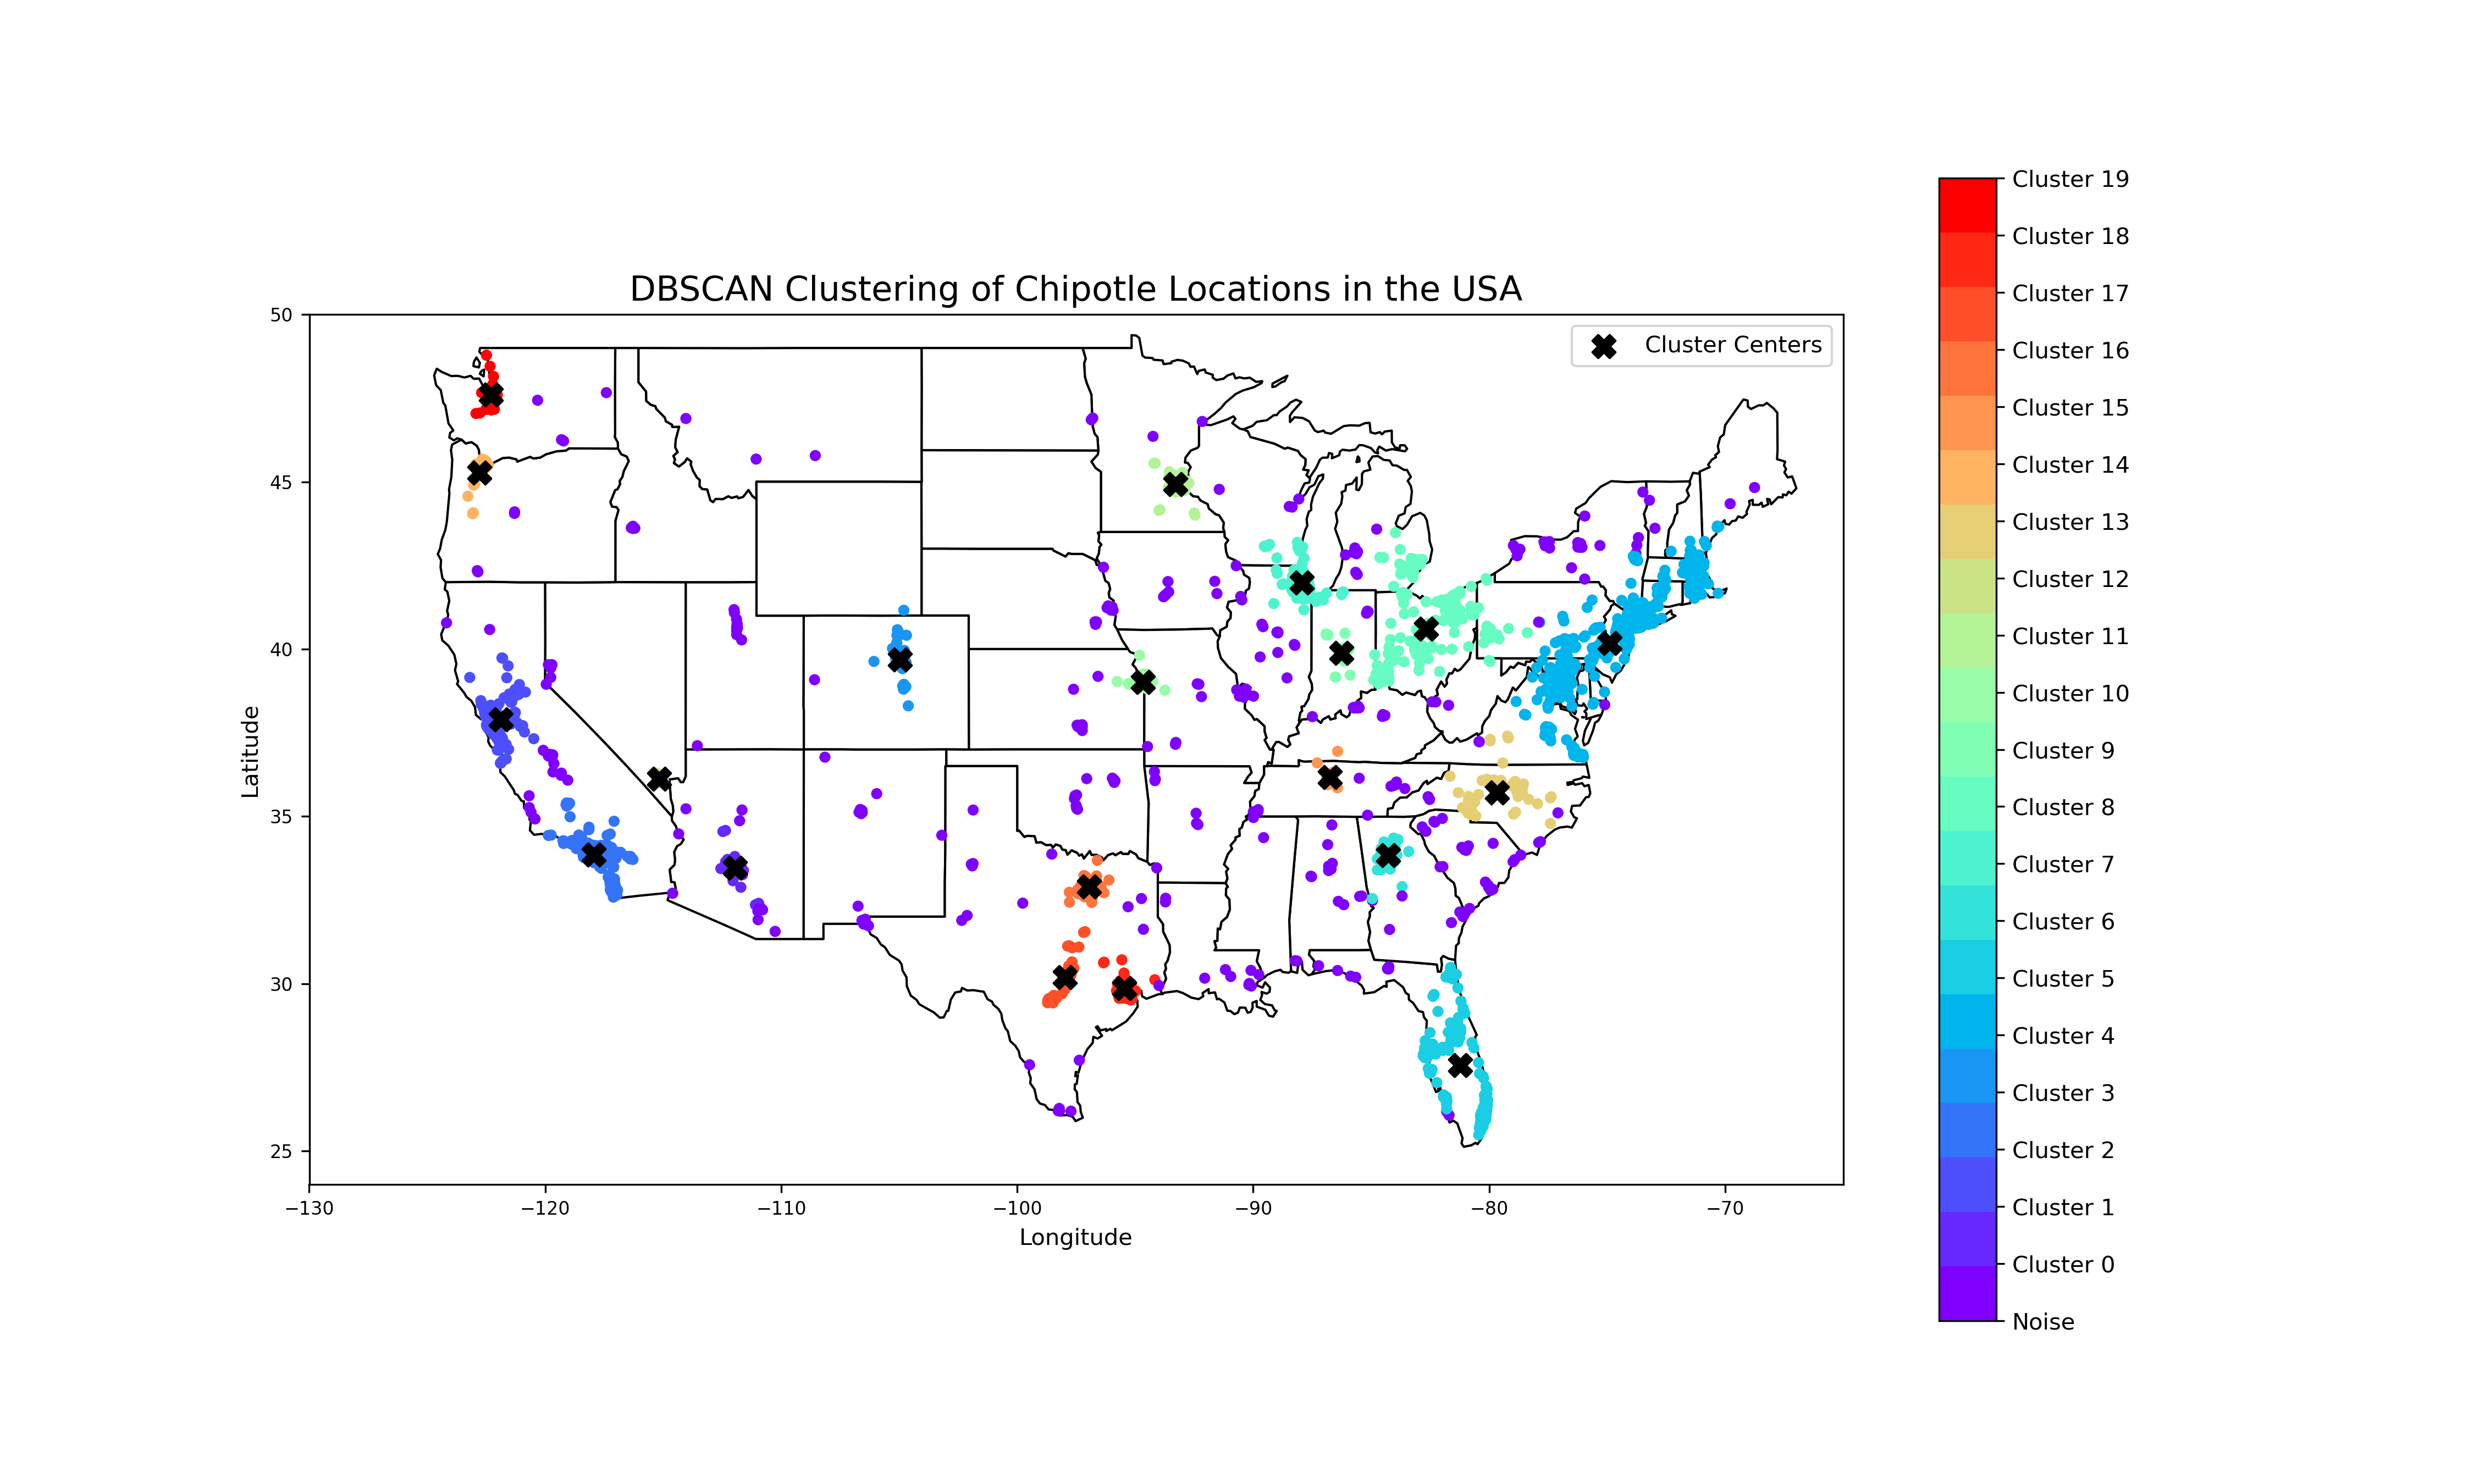 DBSCAN Clustering of Chipotle Locations in the USA
Cluster Centers
50
45
40
35
30
25
Latitude
−130
−120
−110
−100
−90
−80
−70
Longitude
Cluster 19
Cluster 18
Cluster 17
Cluster 16
Cluster 15
Cluster 14
Cluster 13
Cluster 12
Cluster 11
Cluster 10
Cluster 9
Cluster 8
Cluster 7
Cluster 6
Cluster 5
Cluster 4
Cluster 3
Cluster 2
Cluster 1
Cluster 0
Noise